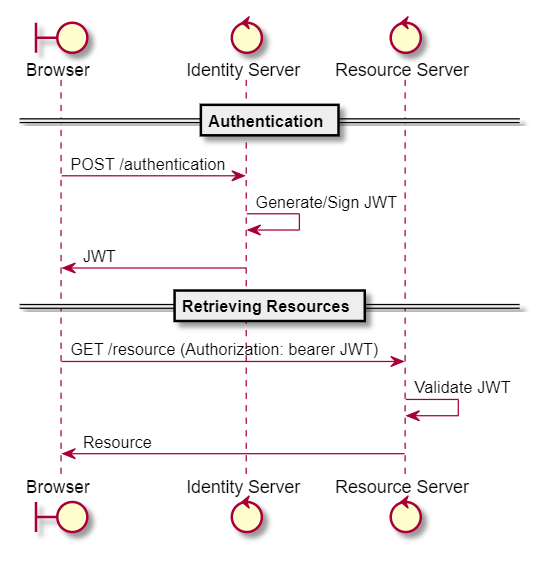 Browser
Identity Server
Resource Server
Authentication
POST /authentication
Generate/Sign JWT
JWT
Retrieving Resources
GET /resource (Authorization: bearer JWT)
Validate JWT
Resource
Browser
Identity Server
Resource Server